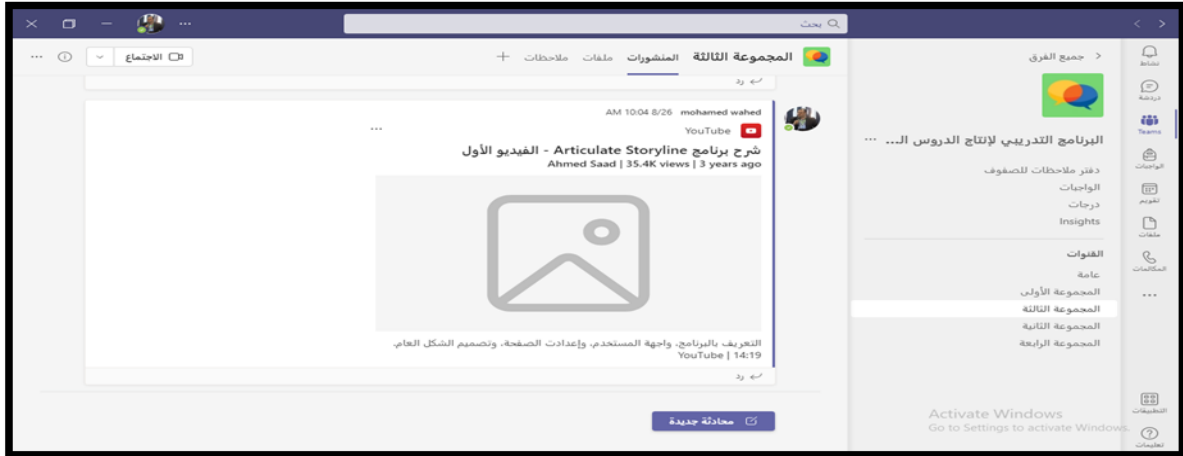 بحث
نشاط
دردشة
Teams
الواجبات
تقويم
ملفات
المكالمات
التطبيقات
تعليمات
جميع الفرق
البرنامج التدريبي لإنتاج الدروس الـ... ...
دفتر ملاحظات للصفوف
الواجبات
درجات
Insights
القنوات
عامة
المجموعة الأولى
المجموعة الثالثة
المجموعة الثانية
المجموعة الرابعة
Activate Windows
Go to Settings to activate Windows.
المجموعة الثالثة المنشورات ملفات ملاحظات +
الاجتماع
رد
mohamed wahed 8/26 10:04 AM
YouTube
شرح برنامج Articulate Storyline - الفيديو الأول
Ahmed Saad | 35.4K views | 3 years ago
التعريف بالبرنامج، واجهة المستخدم، وإعدادت الصفحة، وتصميم الشكل العام.
YouTube | 14:19
رد
محادثة جديدة